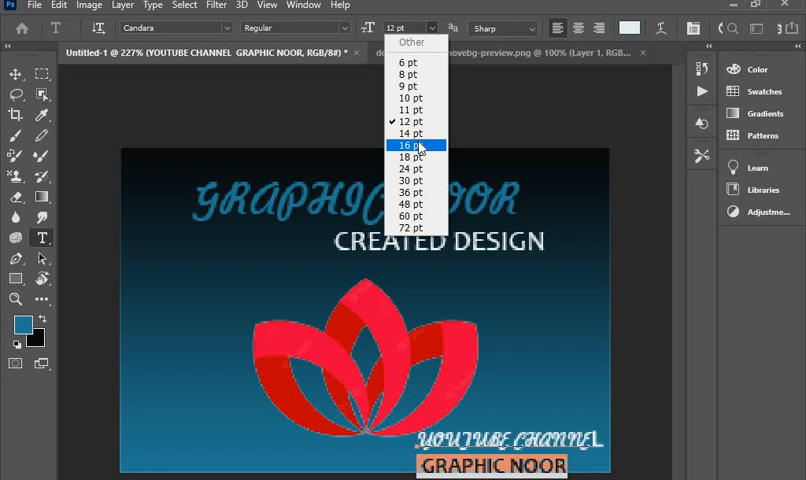 Ps File Edit Image Layer Type Select Filter 3D View Window Help
T Candara Regular 12 pt Sharp
Untitled-1 @ 227% (YOUTUBE CHANNEL GRAPHIC NOOR, RGB/8#) *
movebg-preview.png @ 100% (Layer 1, RGB/8)
Other
6 pt
8 pt
9 pt
10 pt
11 pt
12 pt
14 pt
16 pt
18 pt
24 pt
30 pt
36 pt
48 pt
60 pt
72 pt
Color
Swatches
Gradients
Patterns
Learn
Libraries
Adjustme...
GRAPHIC NOOR
CREATED DESIGN
YOUTUBE CHANNEL
GRAPHIC NOOR